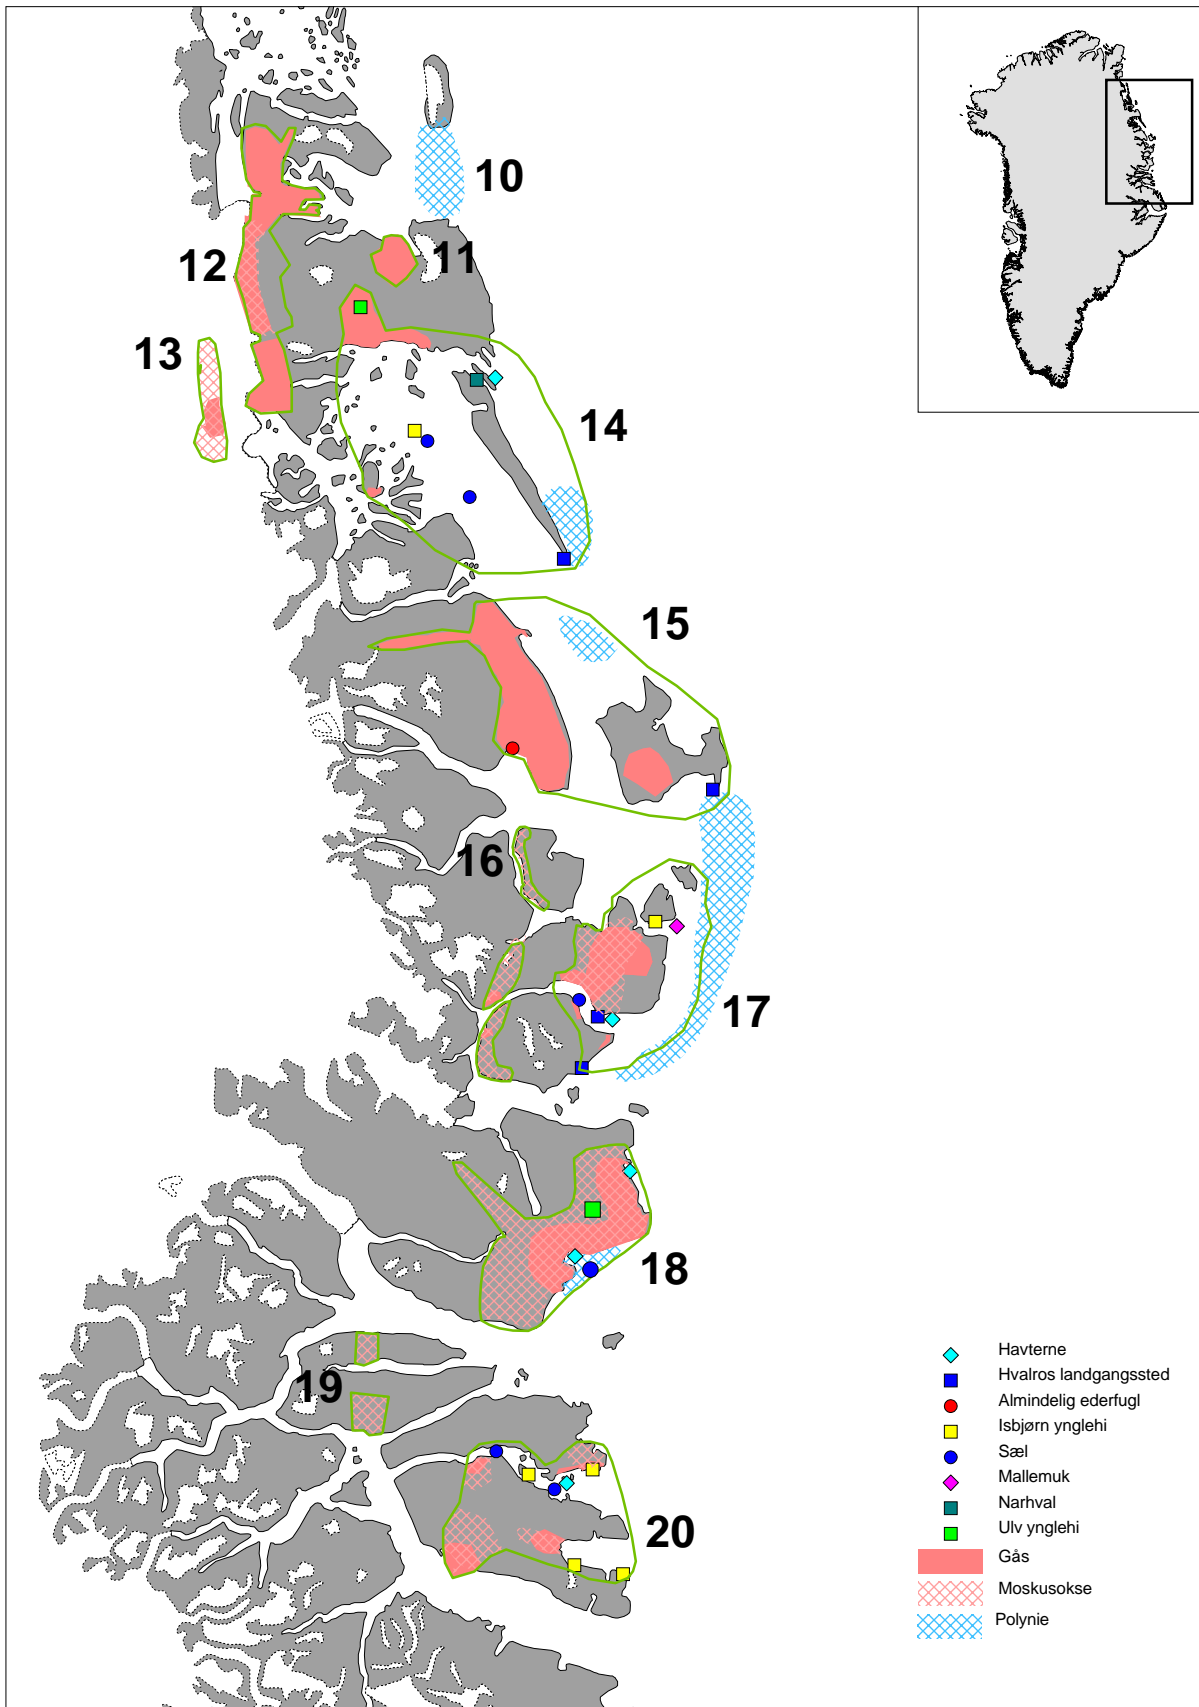 10
11
12
13
14
15
16
17
18
19
20
Havterne
Hvalros landgangssted
Almindelig ederfugl
Isbjørn ynglehi
Sæl
Mallemuk
Narhval
Ulv ynglehi
Gås
Moskusokse
Polynie